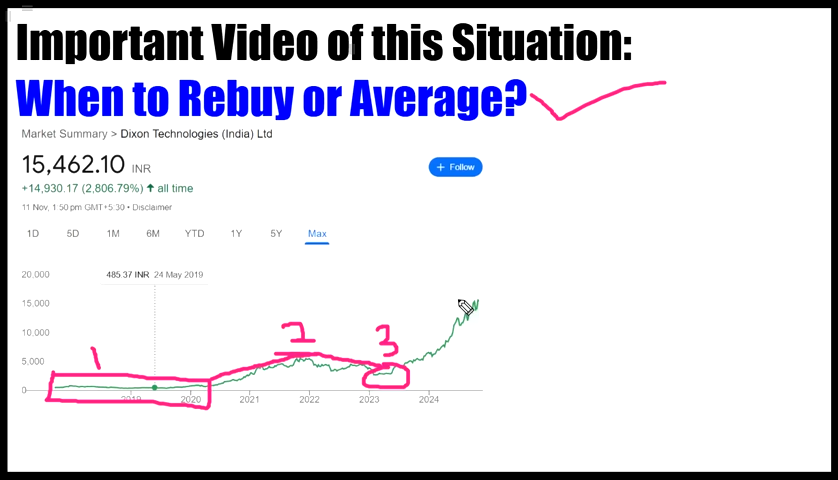 Important Video of this Situation:
When to Rebuy or Average?
Market Summary > Dixon Technologies (India) Ltd
15,462.10 INR
+ Follow
+14,930.17 (2,806.79%) ↑ all time
11 Nov, 1:50 pm GMT+5:30 • Disclaimer
1D 5D 1M 6M YTD 1Y 5Y Max
20,000
485.37 INR 24 May 2019
15,000
10,000
5,000
0
1
2
3
2019 2020 2021 2022 2023 2024